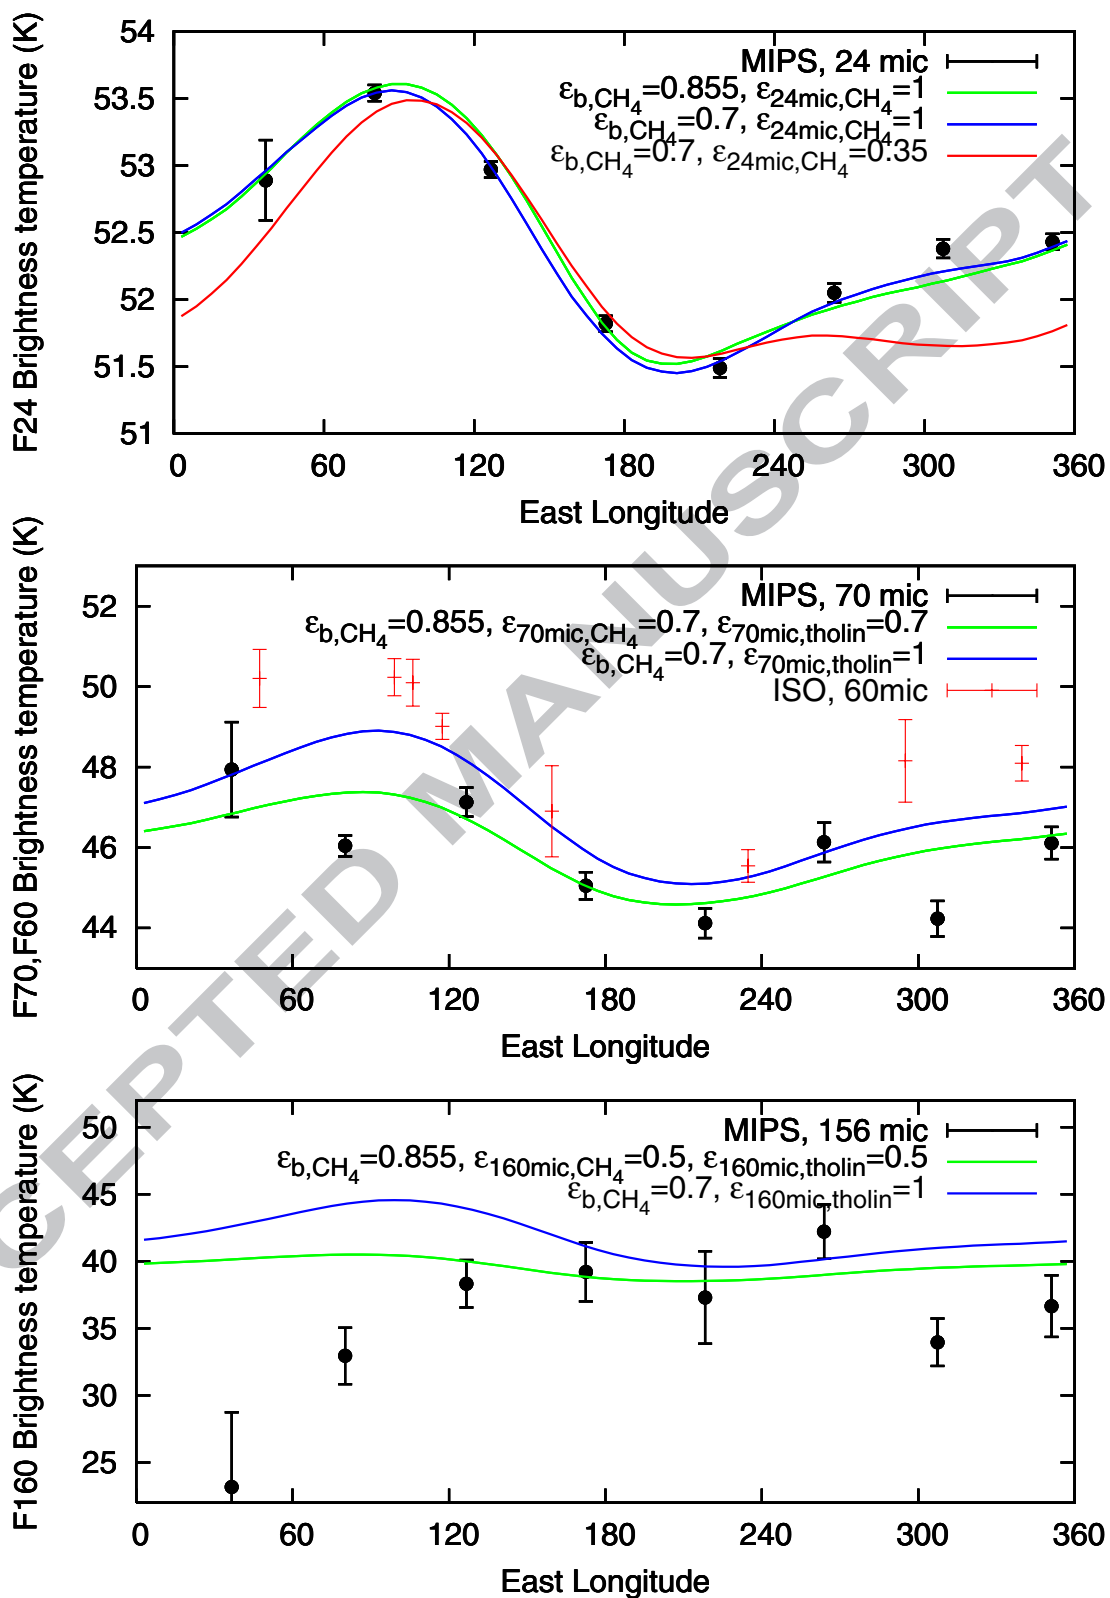 F24 Brightness temperature (K)
54
53.5
53
52.5
52
51.5
51
MIPS, 24 mic
εb,CH4=0.855, ε24mic,CH4=1
εb,CH4=0.7, ε24mic,CH4=1
εb,CH4=0.7, ε24mic,CH4=0.35
0 60 120 180 240 300 360
East Longitude
F70,F60 Brightness temperature (K)
52
50
48
46
44
MIPS, 70 mic
εb,CH4=0.855, ε70mic,CH4=0.7, ε70mic,tholin=0.7
εb,CH4=0.7, ε70mic,tholin=1
ISO, 60mic
0 60 120 180 240 300 360
East Longitude
F160 Brightness temperature (K)
50
45
40
35
30
25
MIPS, 156 mic
εb,CH4=0.855, ε160mic,CH4=0.5, ε160mic,tholin=0.5
εb,CH4=0.7, ε160mic,tholin=1
0 60 120 180 240 300 360
East Longitude
CEPTED MANUSCRIPT